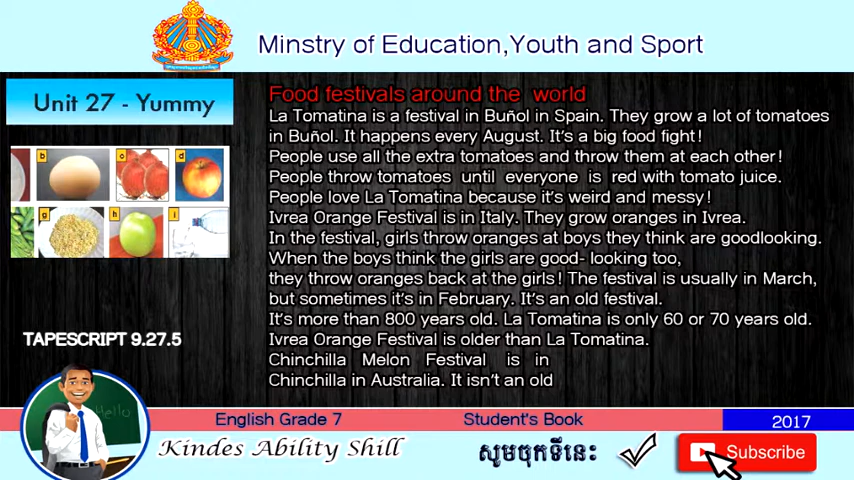 Minstry of Education,Youth and Sport
Unit 27 - Yummy
b
c
d
g
h
i
TAPESCRIPT 9.27.5
Food festivals around the world
La Tomatina is a festival in Buñol in Spain. They grow a lot of tomatoes
in Buñol. It happens every August. It's a big food fight!
People use all the extra tomatoes and throw them at each other!
People throw tomatoes until everyone is red with tomato juice.
People love La Tomatina because it's weird and messy!
Ivrea Orange Festival is in Italy. They grow oranges in Ivrea.
In the festival, girls throw oranges at boys they think are goodlooking.
When the boys think the girls are good- looking too,
they throw oranges back at the girls! The festival is usually in March,
but sometimes it's in February. It's an old festival.
It's more than 800 years old. La Tomatina is only 60 or 70 years old.
Ivrea Orange Festival is older than La Tomatina.
Chinchilla Melon Festival is in
Chinchilla in Australia. It isn't an old
Hello
English Grade 7 Student's Book 2017
Kindes Ability Shill
សូមចុកទីនេះ
Subscribe